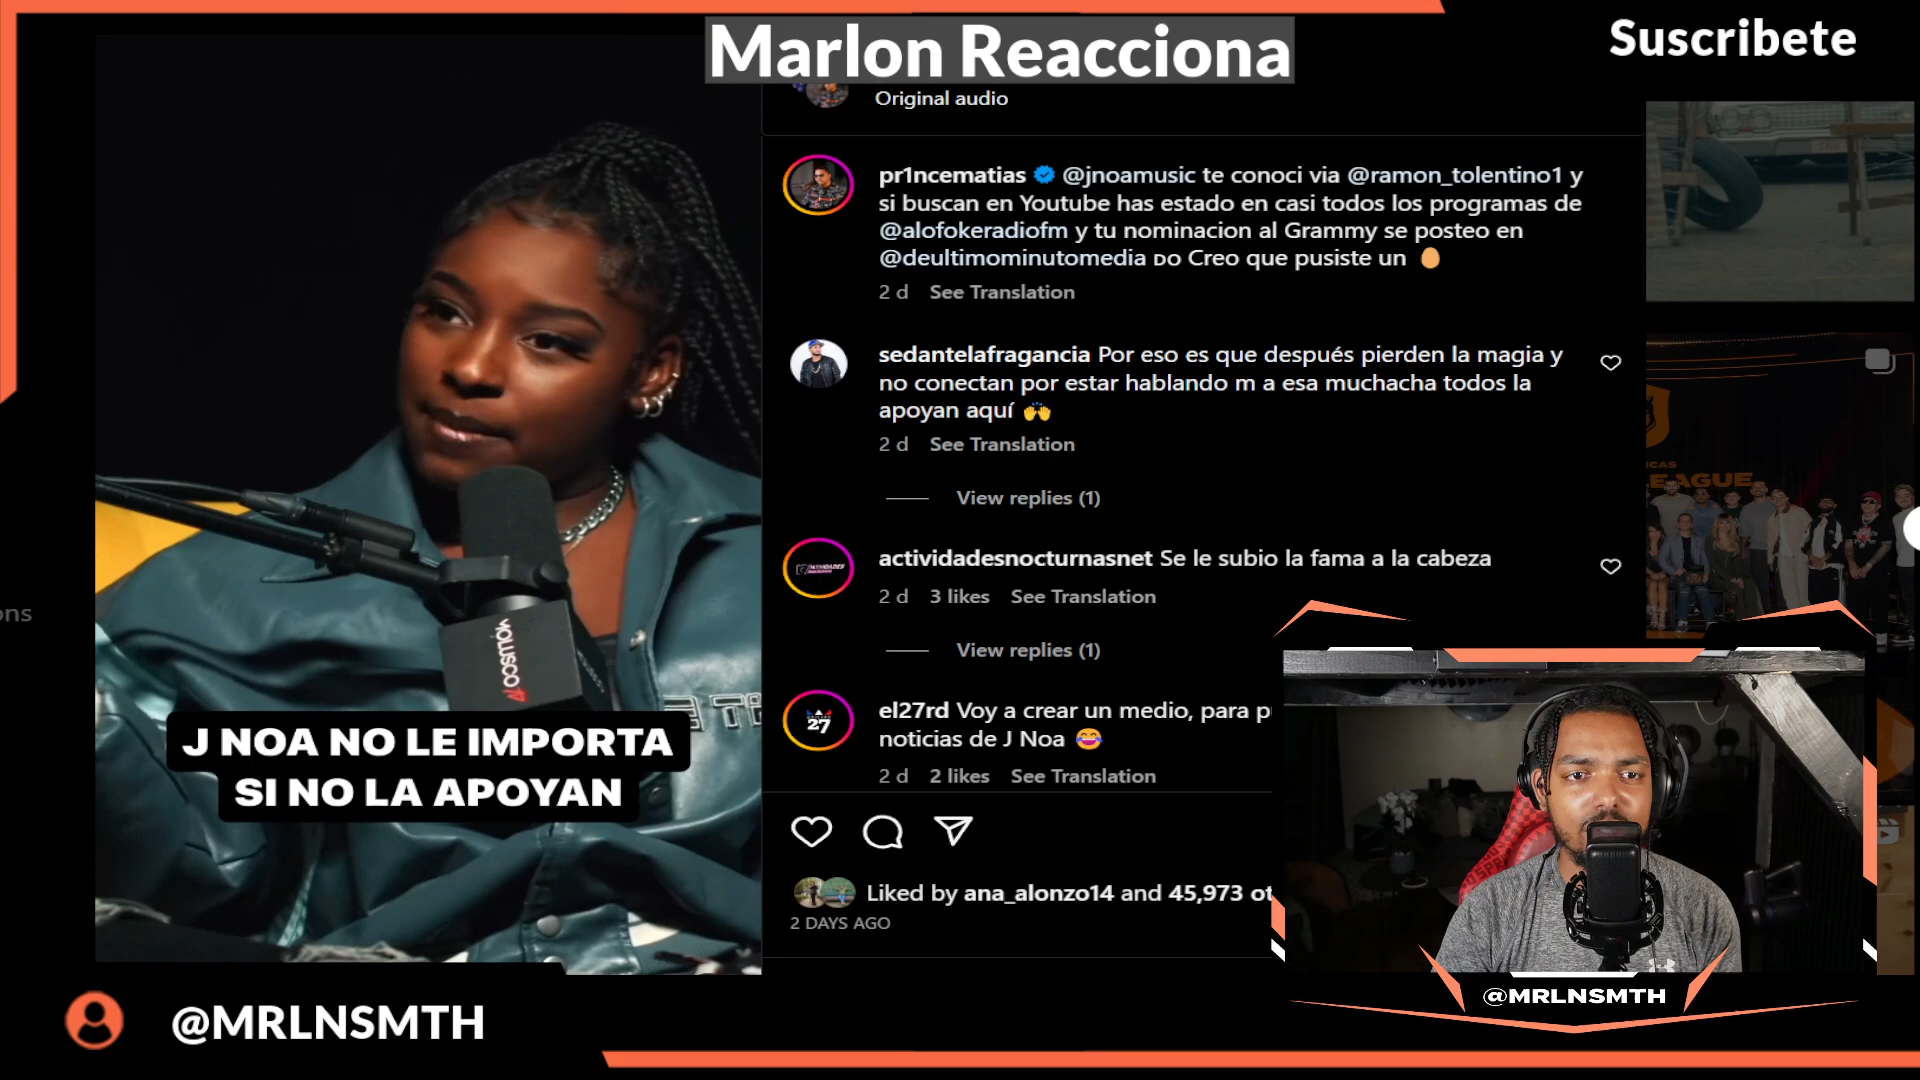 Marlon Reacciona
Suscribete
Original audio
pr1ncematias @jnoamusic te conoci via @ramon_tolentino1 y
si buscan en Youtube has estado en casi todos los programas de
@alofokeradiofm y tu nominacion al Grammy se posteo en
@deultimominutomedia ᴅᴏ Creo que pusiste un 🥚
2 d See Translation
sedantelafragancia Por eso es que después pierden la magia y
no conectan por estar hablando m a esa muchacha todos la
apoyan aquí 🙌
2 d See Translation
View replies (1)
actividadesnocturnasnet Se le subio la fama a la cabeza
2 d 3 likes See Translation
View replies (1)
el27rd Voy a crear un medio, para p
noticias de J Noa 😂
2 d 2 likes See Translation
Liked by ana_alonzo14 and 45,973 ot
2 DAYS AGO
MOLUSCO
J NOA NO LE IMPORTA
SI NO LA APOYAN
ons
27
EAGUE
@MRLNSMTH
@MRLNSMTH